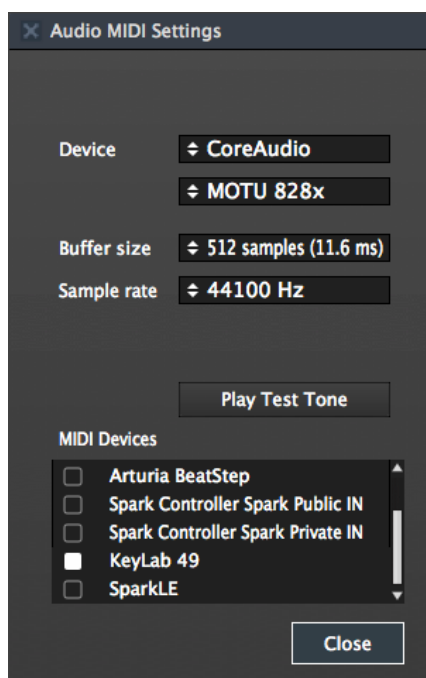 Audio MIDI Settings
Device
CoreAudio
MOTU 828x
Buffer size
512 samples (11.6 ms)
Sample rate
44100 Hz
Play Test Tone
MIDI Devices
Arturia BeatStep
Spark Controller Spark Public IN
Spark Controller Spark Private IN
KeyLab 49
SparkLE
Close